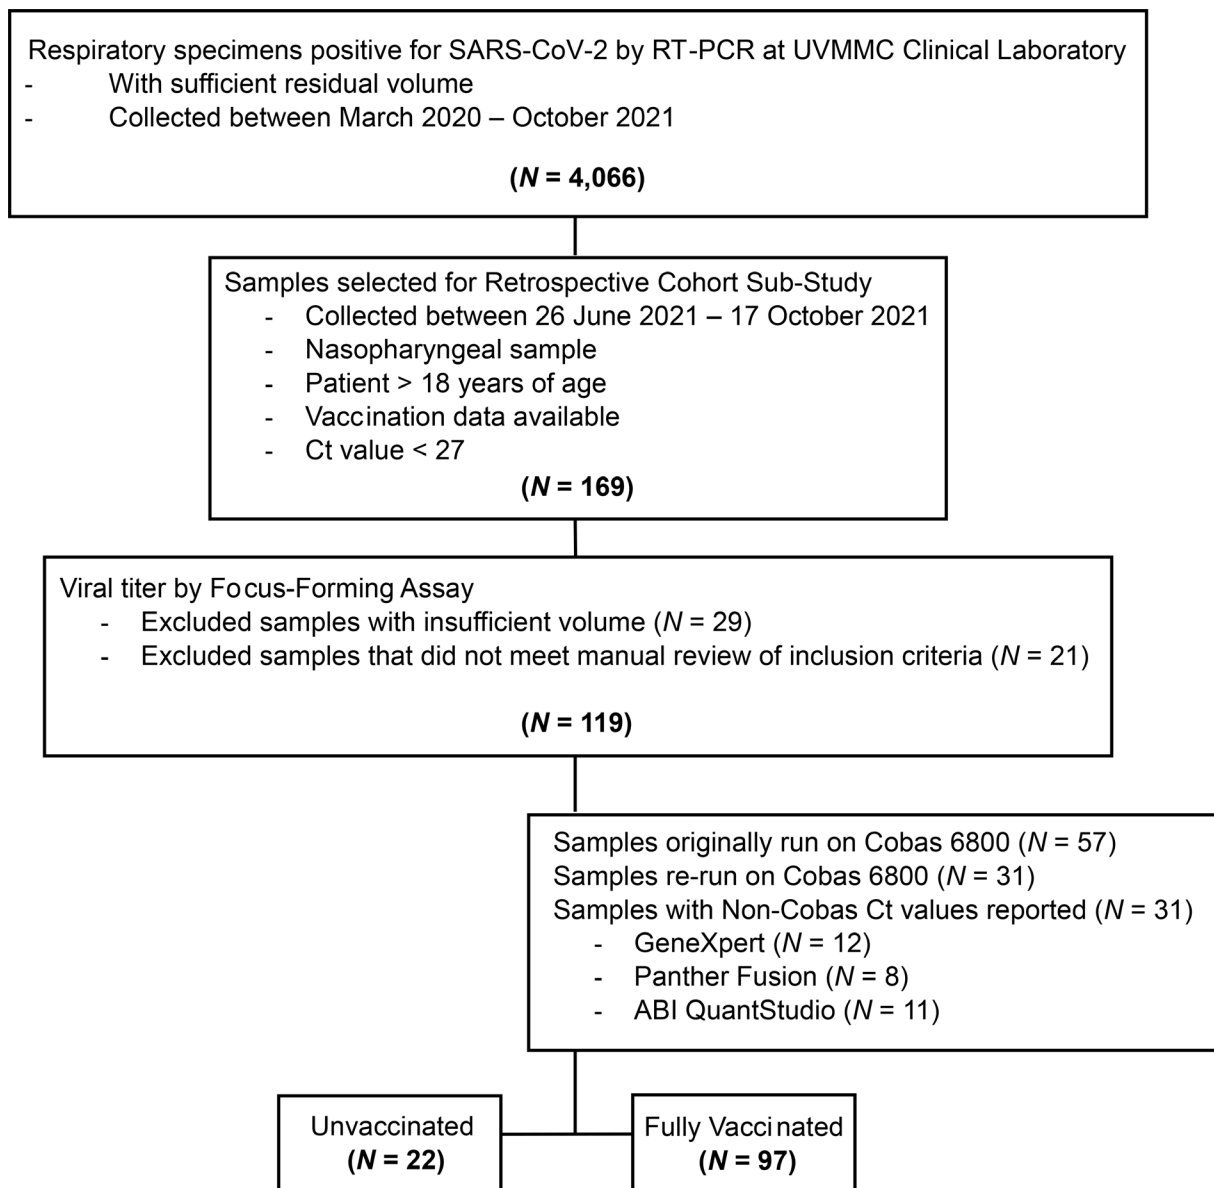 Respiratory specimens positive for SARS-CoV-2 by RT-PCR at UVMMC Clinical Laboratory
- With sufficient residual volume
- Collected between March 2020 – October 2021
(N = 4,066)
Samples selected for Retrospective Cohort Sub-Study
- Collected between 26 June 2021 – 17 October 2021
- Nasopharyngeal sample
- Patient > 18 years of age
- Vaccination data available
- Ct value < 27
(N = 169)
Viral titer by Focus-Forming Assay
- Excluded samples with insufficient volume (N = 29)
- Excluded samples that did not meet manual review of inclusion criteria (N = 21)
(N = 119)
Samples originally run on Cobas 6800 (N = 57)
Samples re-run on Cobas 6800 (N = 31)
Samples with Non-Cobas Ct values reported (N = 31)
- GeneXpert (N = 12)
- Panther Fusion (N = 8)
- ABI QuantStudio (N = 11)
Unvaccinated
(N = 22)
Fully Vaccinated
(N = 97)